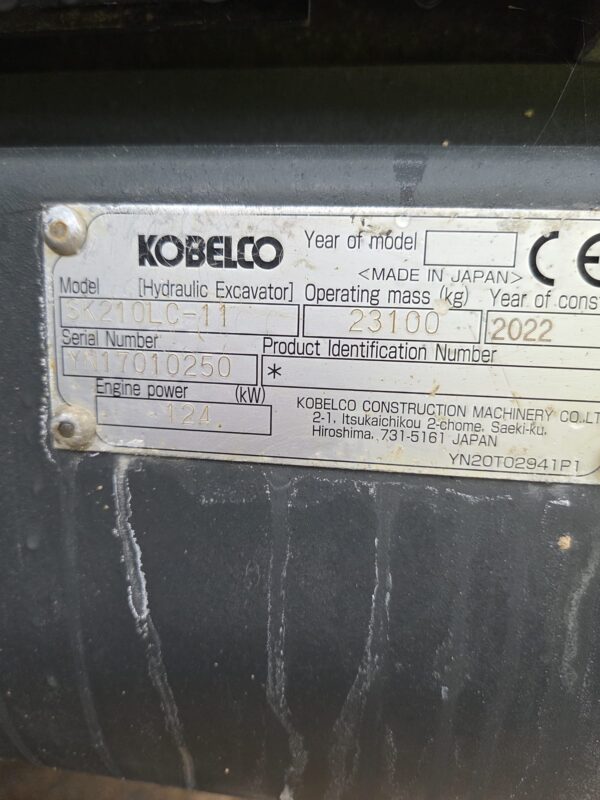 KOBELCO
Year of model
CE
<MADE IN JAPAN>
Model [Hydraulic Excavator] Operating mass (kg) Year of const
SK210LC-11 23100 2022
Serial Number Product Identification Number
YN17010250 *
Engine power (kW)
124
KOBELCO CONSTRUCTION MACHINERY CO.,LT
2-1, Itsukaichikou 2-chome, Saeki-ku,
Hiroshima, 731-5161 JAPAN
YN20T02941P1